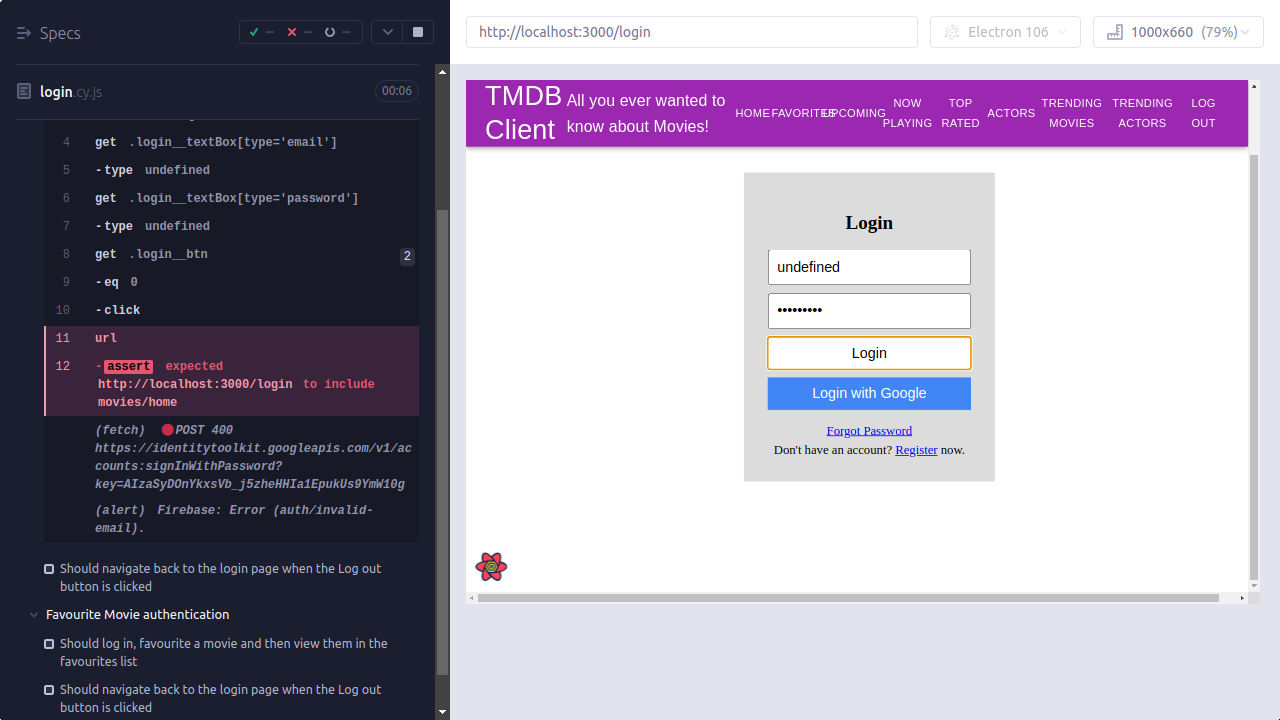 Specs
login.cy.js 00:06
4 get .login__textBox[type='email']
5 -type undefined
6 get .login__textBox[type='password']
7 -type undefined
8 get .login__btn 2
9 -eq 0
10 -click
11 url
12 -assert expected
http://localhost:3000/login to include
movies/home
(fetch) POST 400
https://identitytoolkit.googleapis.com/v1/ac
counts:signInWithPassword?
key=AIzaSyDOnYkxsVb_j5zheHHIa1EpukUs9YmW10g
(alert) Firebase: Error (auth/invalid-
email).
Should navigate back to the login page when the Log out
button is clicked
Favourite Movie authentication
Should log in, favourite a movie and then view them in the
favourites list
Should navigate back to the login page when the Log out
button is clicked
http://localhost:3000/login
Electron 106
1000x660 (79%)
TMDB
Client
All you ever wanted to
know about Movies!
HOME
FAVORITES
UPCOMING
NOW
PLAYING
TOP
RATED
ACTORS
TRENDING
MOVIES
TRENDING
ACTORS
LOG
OUT
Login
undefined
•••••••••
Login
Login with Google
Forgot Password
Don't have an account? Register now.